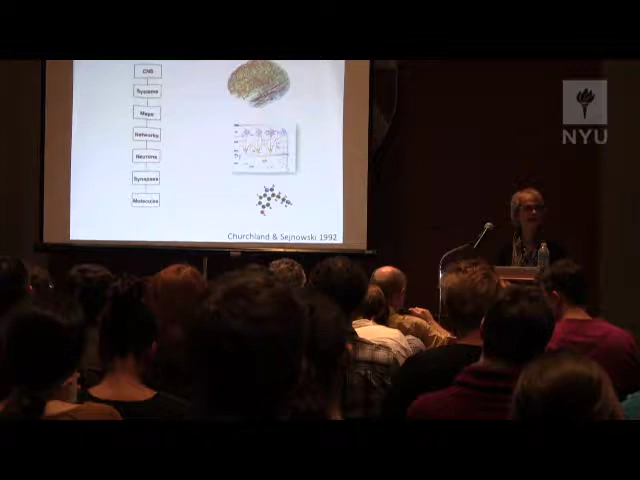 CNS
Systems
Maps
Networks
Neurons
Synapses
Molecules
Churchland & Sejnowski 1992
NYU